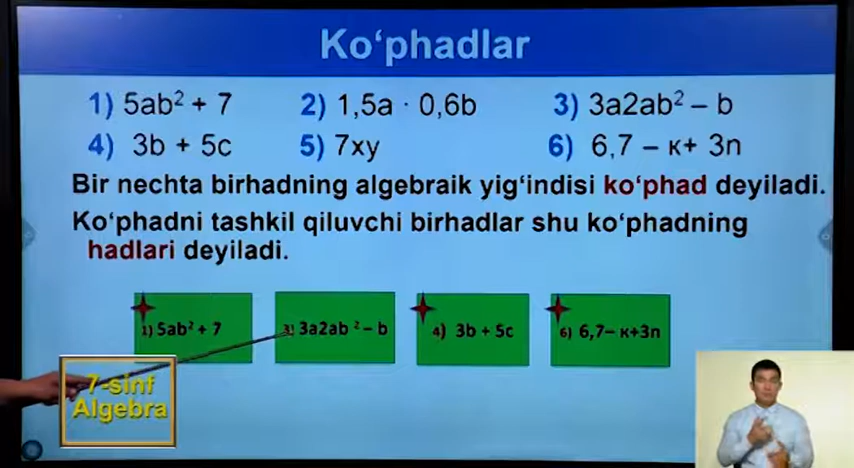 Ko‘phadlar
1) 5ab² + 7 2) 1,5a · 0,6b 3) 3a2ab² – b
4) 3b + 5c 5) 7xy 6) 6,7 – к+ 3n
Bir nechta birhadning algebraik yig‘indisi ko‘phad deyiladi.
Ko‘phadni tashkil qiluvchi birhadlar shu ko‘phadning
hadlari deyiladi.
1) 5ab² + 7 3) 3a2ab ² – b 4) 3b + 5c 6) 6,7– к+3n
7-sinf
Algebra